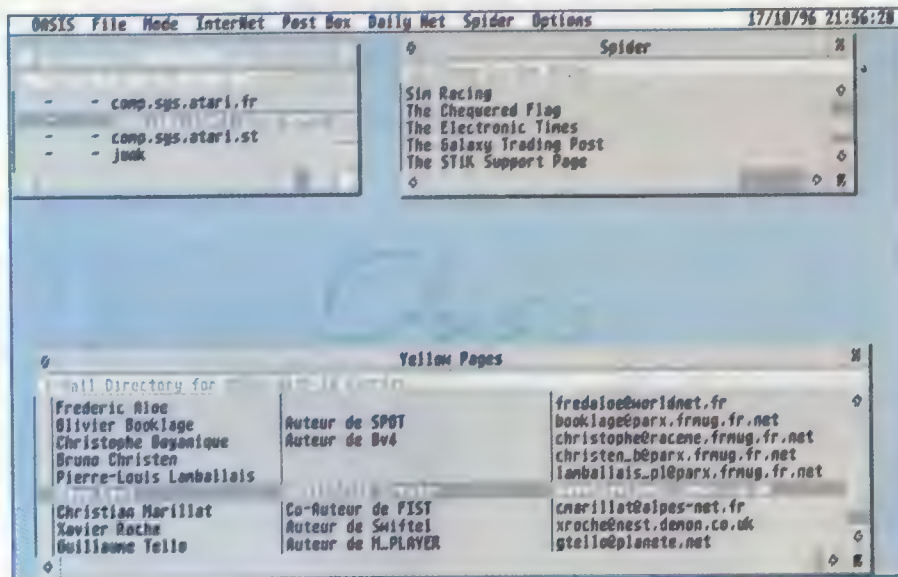 OASIS File Mode InterNet Post Box Daily Net Spider Options 17/10/96 21:56:28
- - comp.sys.atari.fr
- - comp.sys.atari.st
- - junk
Spider
Sim Racing
The Chequered Flag
The Electronic Times
The Galaxy Trading Post
The STIK Support Page
Oasis
Yellow Pages
Directory for
Frederic Aloe fredaloe@worldnet.fr
Olivier Booklage Auteur de SPBT booklage@parx.frmug.fr.net
Christophe Auteur de Bv4 christophe@racene.frmug.fr.net
Bruno Christen christen_b@parx.frmug.fr.net
Pierre-Louis Lamballais lamballais_pl@parx.frmug.fr.net
Christian Marillat Co-Auteur de FIST cmarillat@alpes-net.fr
Xavier Roche Auteur de Swiftel xroche@nest.demon.co.uk
Guillaume Tello Auteur de M_PLAYER gtello@planete.net